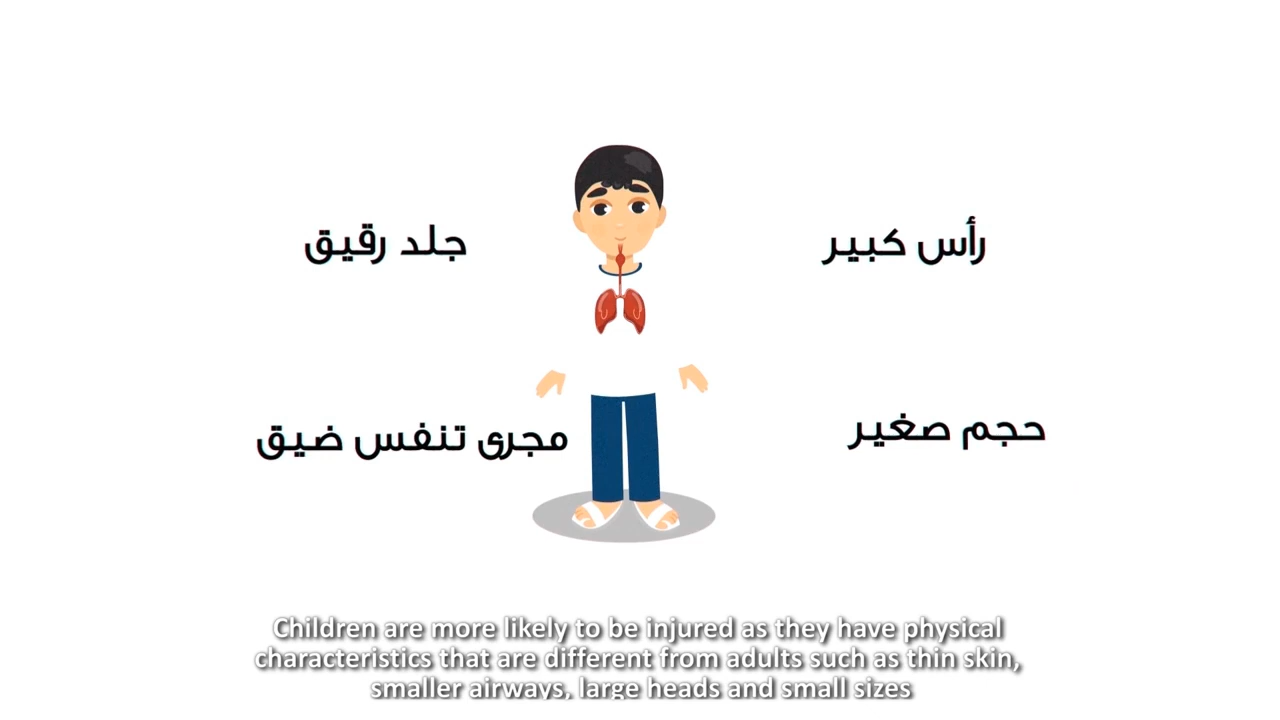 رأس كبير
جلد رقيق
حجم صغير
مجرى تنفس ضيق
Children are more likely to be injured as they have physical
characteristics that are different from adults such as thin skin,
smaller airways, large heads and small sizes